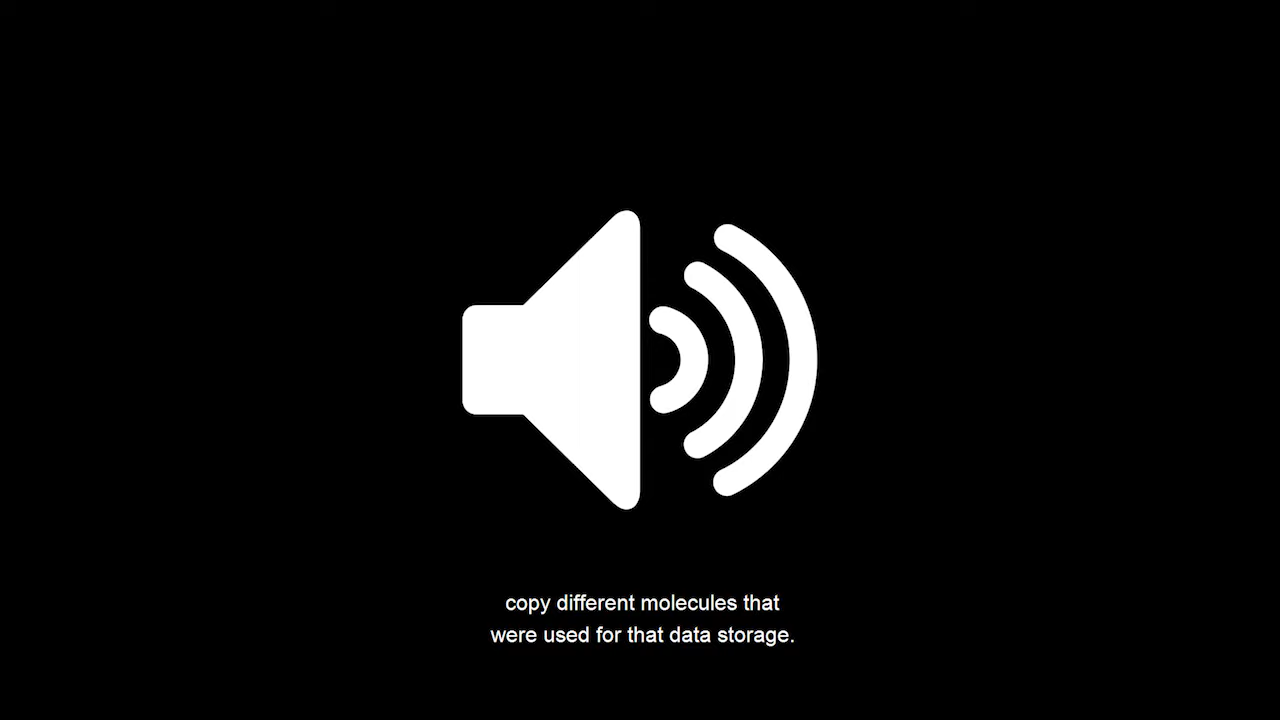 copy different molecules that
were used for that data storage.